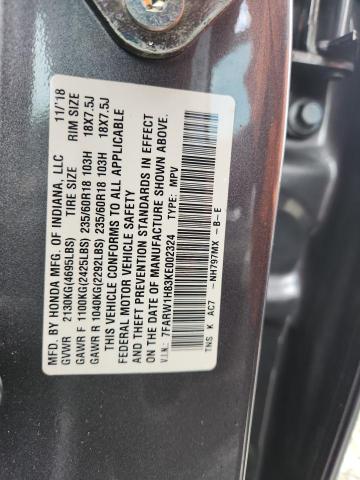 MFD. BY HONDA MFG. OF INDIANA, LLC 11/'18
GVWR 2130KG(4695LBS) TIRE SIZE RIM SIZE
GAWR F 1100KG(2425LBS) 235/60R18 103H 18X7.5J
GAWR R 1040KG(2292LBS) 235/60R18 103H 18X7.5J
THIS VEHICLE CONFORMS TO ALL APPLICABLE
FEDERAL MOTOR VEHICLE SAFETY
AND THEFT PREVENTION STANDARDS IN EFFECT
ON THE DATE OF MANUFACTURE SHOWN ABOVE.
V.I.N.: 7FARW1H83KE002324 TYPE: MPV
TNS K AC7 -NH797MX -B-E